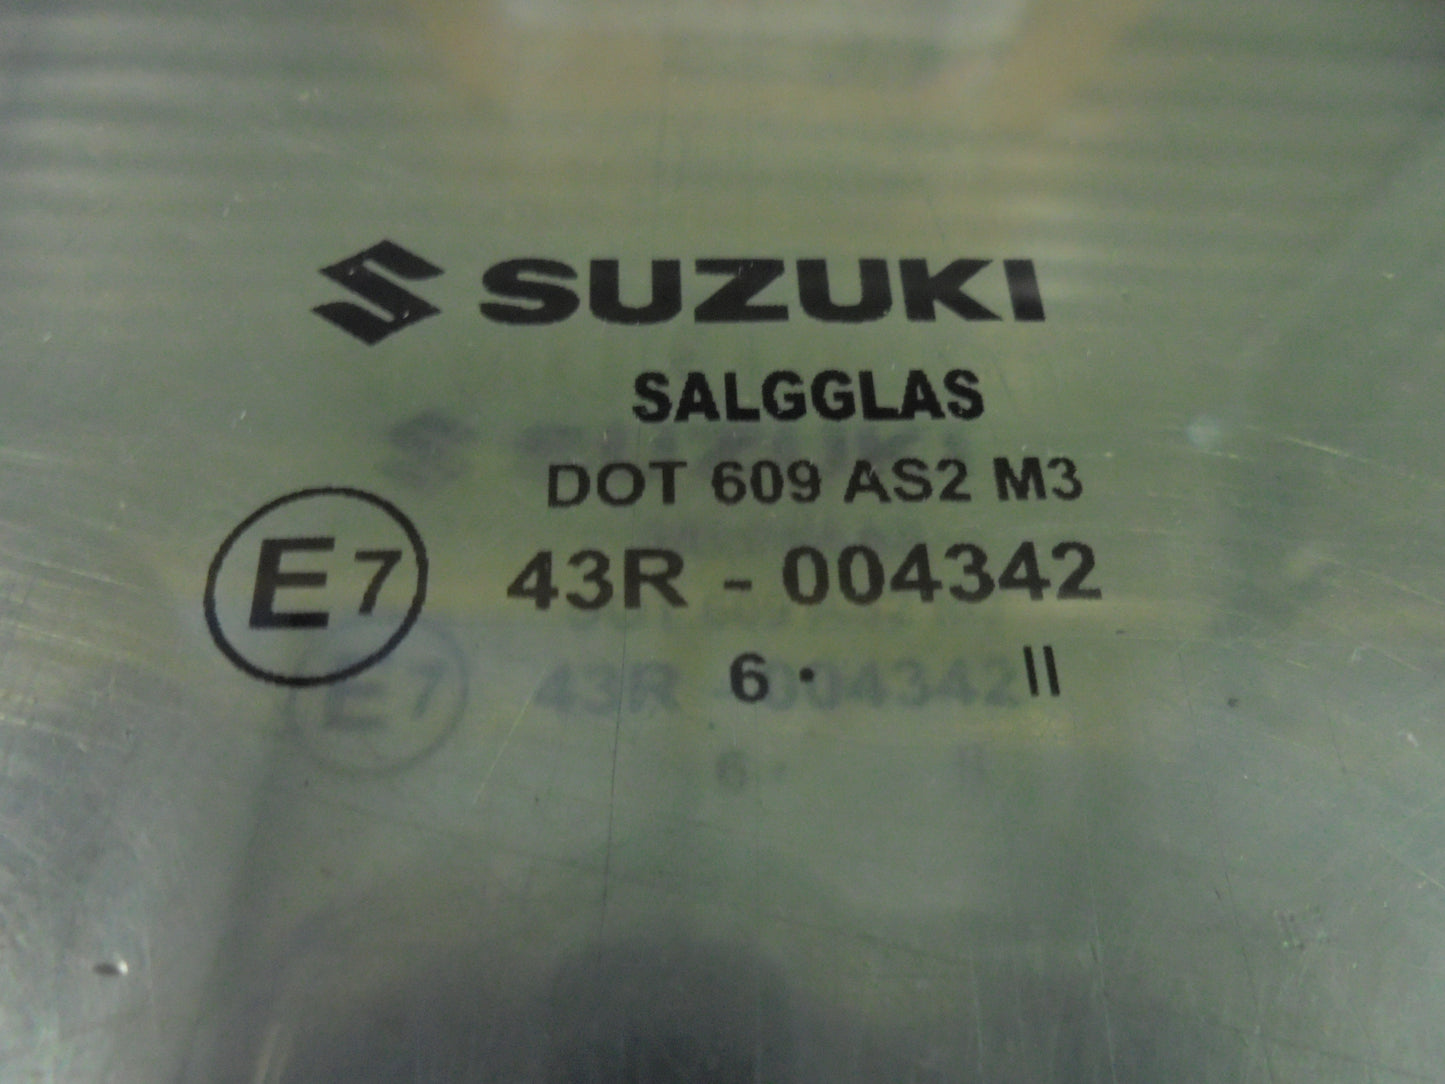 SUZUKI
SALGGLAS
DOT 609 AS2 M3
E7 43R - 004342
6 · II